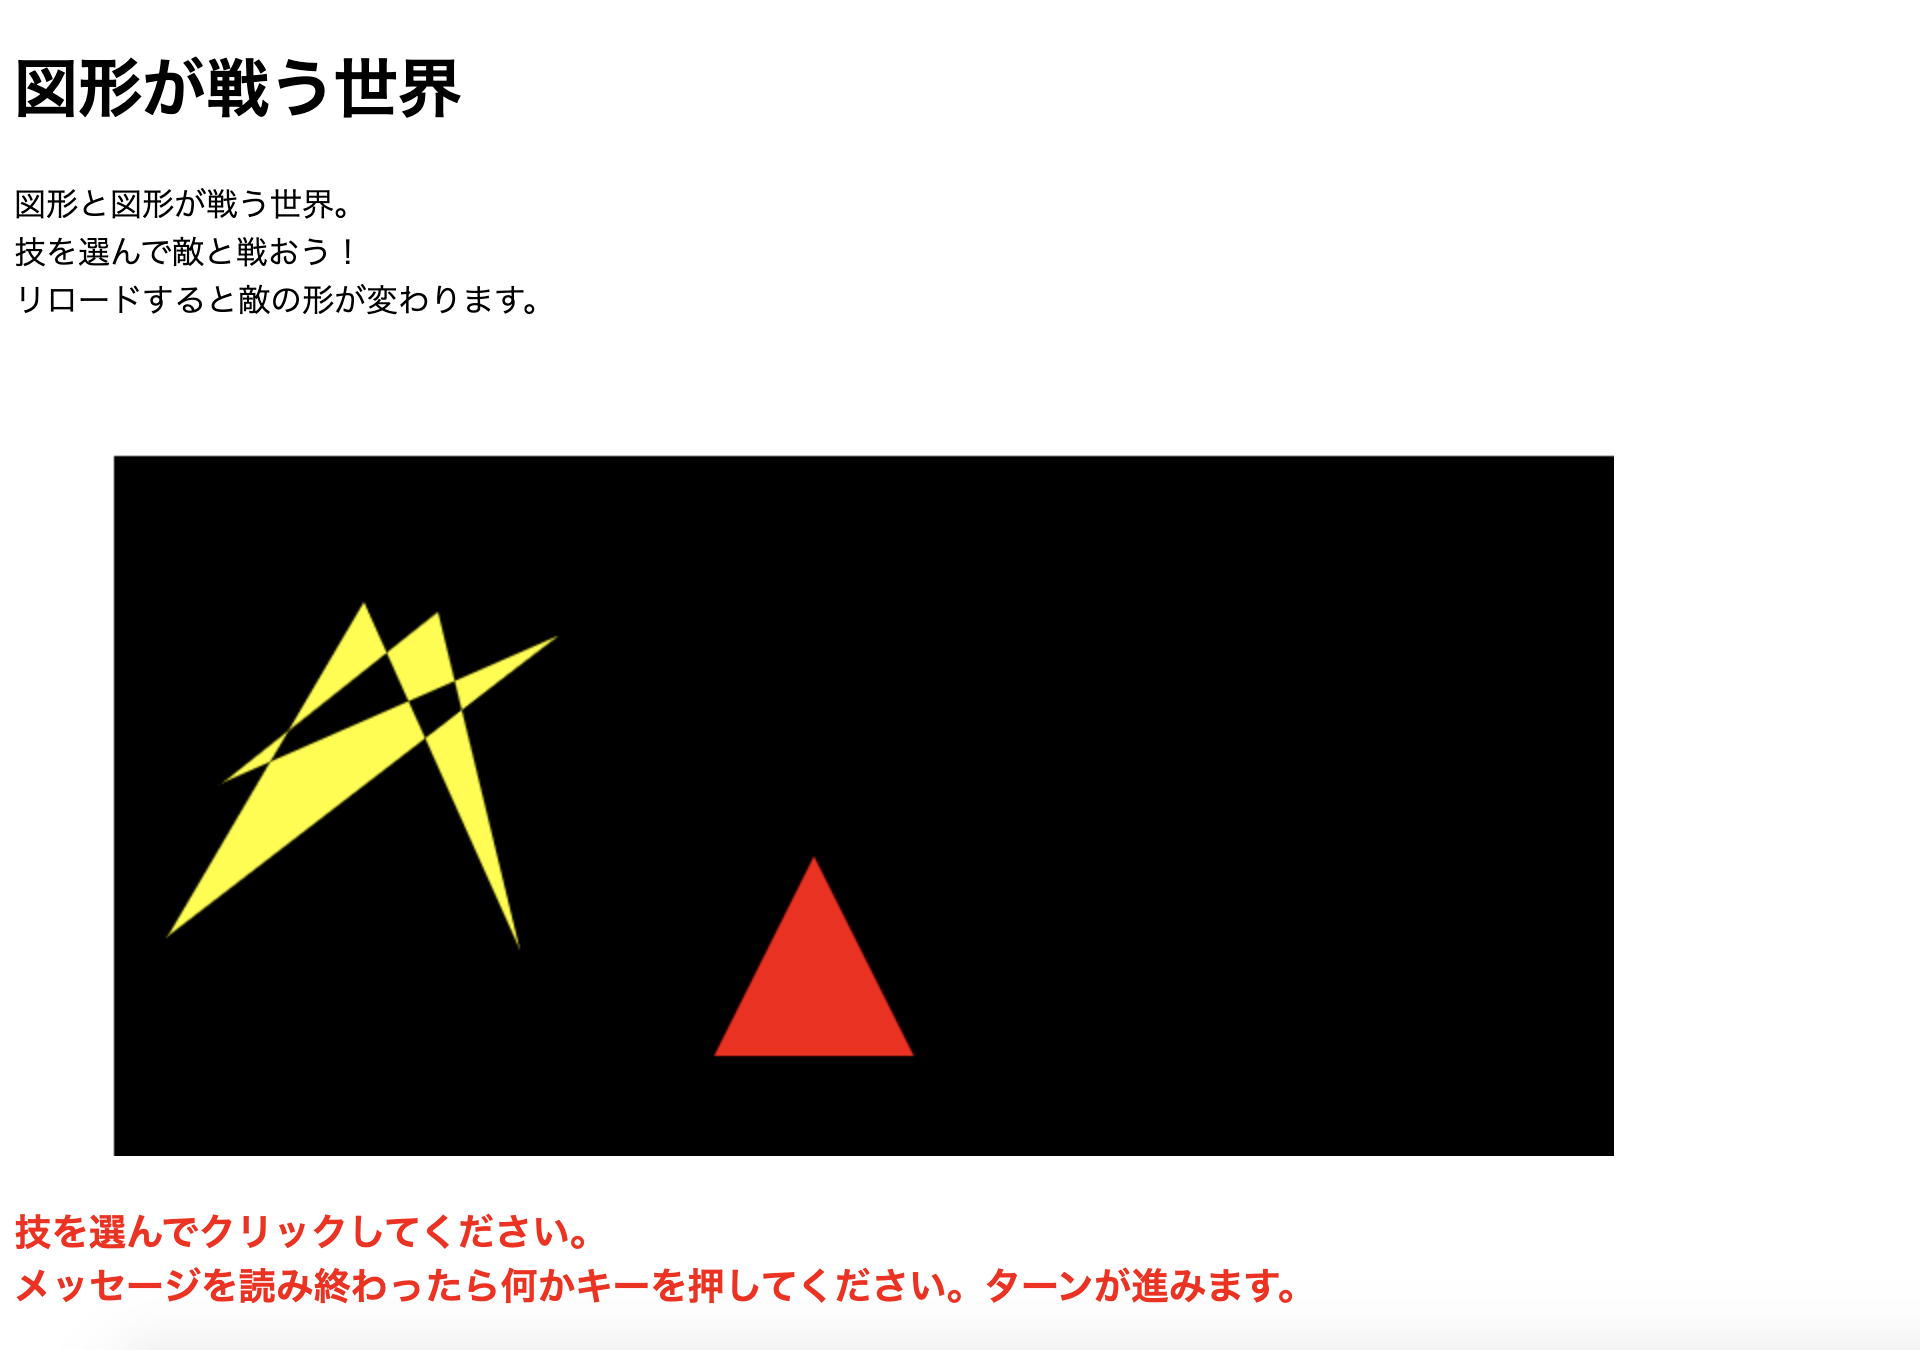 図形が戦う世界
図形と図形が戦う世界。
技を選んで敵と戦おう！
リロードすると敵の形が変わります。
技を選んでクリックしてください。
メッセージを読み終わったら何かキーを押してください。ターンが進みます。